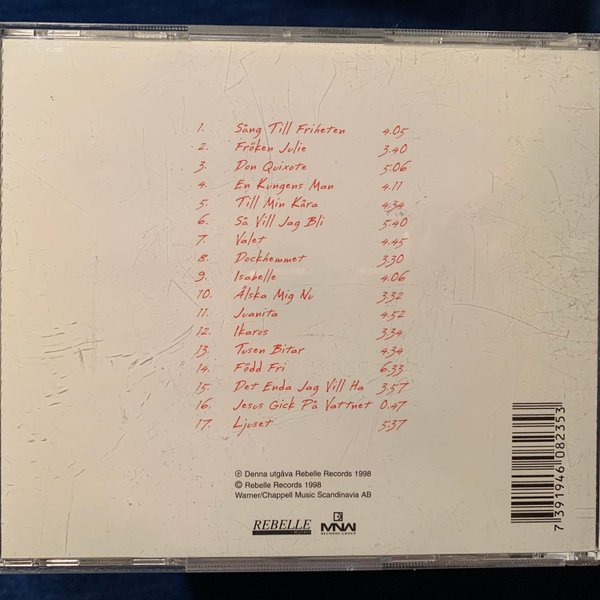 1. Sång Till Friheten 4.05
2. Fröken Julie 3.40
3. Don Quixote 5.06
4. En Kungens Man 4.11
5. Till Min Kära 4.34
6. Så Vill Jag Bli 5.40
7. Valet 4.45
8. Dockhemmet 3.30
9. Isabelle 4.06
10. Älska Mig Nu 3.32
11. Juanita 4.52
12. Ikaros 3.34
13. Tusen Bitar 4.34
14. Född Fri 6.33
15. Det Enda Jag Vill Ha 3.57
16. Jesus Gick På Vattnet 0.47
17. Ljuset 5.37
℗ Denna utgåva Rebelle Records 1998
© Rebelle Records 1998
Warner/Chappell Music Scandinavia AB
REBELLE
MNW
RECORDS GROUP
7 391946 082353